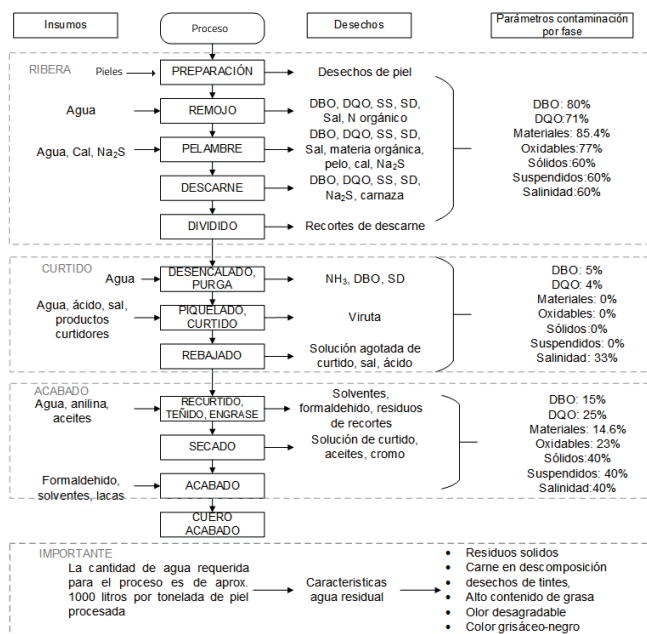 Insumos
Proceso
Desechos
Parámetros contaminación
por fase
RIBERA
Pieles
PREPARACIÓN
Desechos de piel
Agua
REMOJO
DBO, DQO, SS, SD,
Sal, N orgánico
Agua, Cal, Na₂S
PELAMBRE
DBO, DQO, SS, SD,
Sal, materia orgánica,
pelo, cal, Na₂S
DESCARNE
DBO, DQO, SS, SD,
Na₂S, carnaza
DIVIDIDO
Recortes de descarne
DBO: 80%
DQO:71%
Materiales: 85.4%
Oxidables:77%
Sólidos:60%
Suspendidos:60%
Salinidad:60%
CURTIDO
Agua
DESENCALADO,
PURGA
NH₃, DBO, SD
Agua, ácido, sal,
productos
curtidores
PIQUELADO,
CURTIDO
Viruta
REBAJADO
Solución agotada de
curtido, sal, ácido
DBO: 5%
DQO: 4%
Materiales: 0%
Oxidables: 0%
Sólidos:0%
Suspendidos: 0%
Salinidad: 33%
ACABADO
Agua, anilina,
aceites
RECURTIDO,
TEÑIDO, ENGRASE
Solventes,
formaldehido, residuos
de recortes
SECADO
Solución de curtido,
aceites, cromo
Formaldehido,
solventes, lacas
ACABADO
DBO: 15%
DQO: 25%
Materiales: 14.6%
Oxidables: 23%
Sólidos: 40%
Suspendidos: 40%
Salinidad:40%
CUERO
ACABADO
IMPORTANTE
La cantidad de agua requerida
para el proceso es de aprox.
1000 litros por tonelada de piel
procesada
Caracteristicas
agua residual
• Residuos solidos
• Carne en descomposición
• desechos de tintes,
• Alto contenido de grasa
• Olor desagradable
• Color grisáceo-negro